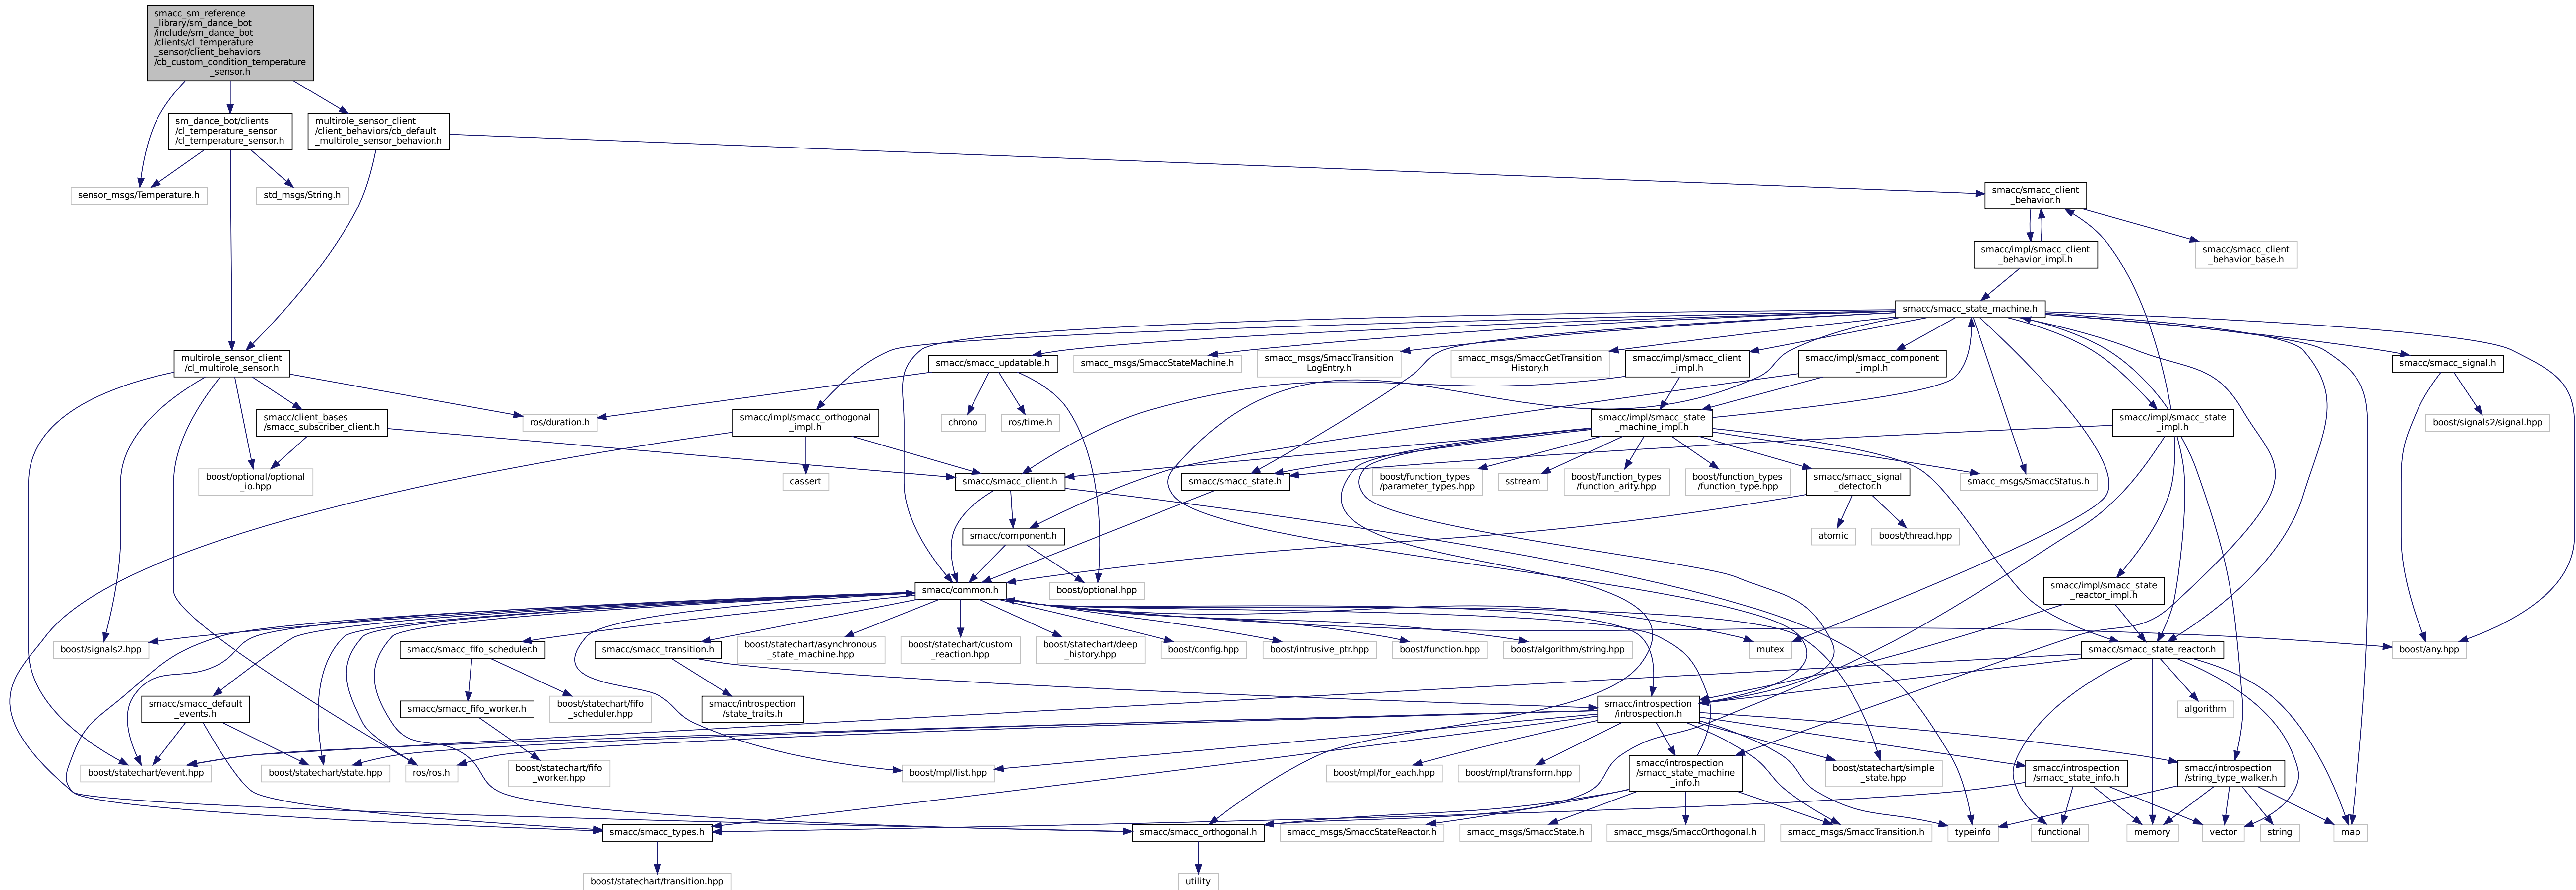 smacc_sm_reference
_library/sm_dance_bot
/include/sm_dance_bot
/clients/cl_temperature
_sensor/client_behaviors
/cb_custom_condition_temperature
_sensor.h
sm_dance_bot/clients
/cl_temperature_sensor
/cl_temperature_sensor.h
multirole_sensor_client
/client_behaviors/cb_default
_multirole_sensor_behavior.h
sensor_msgs/Temperature.h
std_msgs/String.h
smacc/smacc_client
_behavior.h
smacc/impl/smacc_client
_behavior_impl.h
smacc/smacc_client
_behavior_base.h
smacc/smacc_state_machine.h
multirole_sensor_client
/cl_multirole_sensor.h
smacc/smacc_updatable.h
smacc_msgs/SmaccStateMachine.h
smacc_msgs/SmaccTransition
LogEntry.h
smacc_msgs/SmaccGetTransition
History.h
smacc/impl/smacc_client
_impl.h
smacc/impl/smacc_component
_impl.h
smacc/smacc_signal.h
smacc/client_bases
/smacc_subscriber_client.h
ros/duration.h
smacc/impl/smacc_orthogonal
_impl.h
chrono
ros/time.h
smacc/impl/smacc_state
_machine_impl.h
smacc/impl/smacc_state
_impl.h
boost/signals2/signal.hpp
boost/optional/optional
_io.hpp
cassert
smacc/smacc_client.h
smacc/smacc_state.h
boost/function_types
/parameter_types.hpp
sstream
boost/function_types
/function_arity.hpp
boost/function_types
/function_type.hpp
smacc/smacc_signal
_detector.h
smacc_msgs/SmaccStatus.h
smacc/component.h
atomic
boost/thread.hpp
smacc/common.h
boost/optional.hpp
smacc/impl/smacc_state
_reactor_impl.h
boost/signals2.hpp
smacc/smacc_fifo_scheduler.h
smacc/smacc_transition.h
boost/statechart/asynchronous
_state_machine.hpp
boost/statechart/custom
_reaction.hpp
boost/statechart/deep
_history.hpp
boost/config.hpp
boost/intrusive_ptr.hpp
boost/function.hpp
boost/algorithm/string.hpp
mutex
smacc/smacc_state_reactor.h
boost/any.hpp
smacc/smacc_default
_events.h
smacc/smacc_fifo_worker.h
boost/statechart/fifo
_scheduler.hpp
smacc/introspection
/state_traits.h
smacc/introspection
/introspection.h
algorithm
boost/statechart/event.hpp
boost/statechart/state.hpp
ros/ros.h
boost/statechart/fifo
_worker.hpp
boost/mpl/list.hpp
boost/mpl/for_each.hpp
boost/mpl/transform.hpp
smacc/introspection
/smacc_state_machine
_info.h
boost/statechart/simple
_state.hpp
smacc/introspection
/smacc_state_info.h
smacc/introspection
/string_type_walker.h
smacc/smacc_types.h
smacc/smacc_orthogonal.h
smacc_msgs/SmaccStateReactor.h
smacc_msgs/SmaccState.h
smacc_msgs/SmaccOrthogonal.h
smacc_msgs/SmaccTransition.h
typeinfo
functional
memory
vector
string
map
boost/statechart/transition.hpp
utility